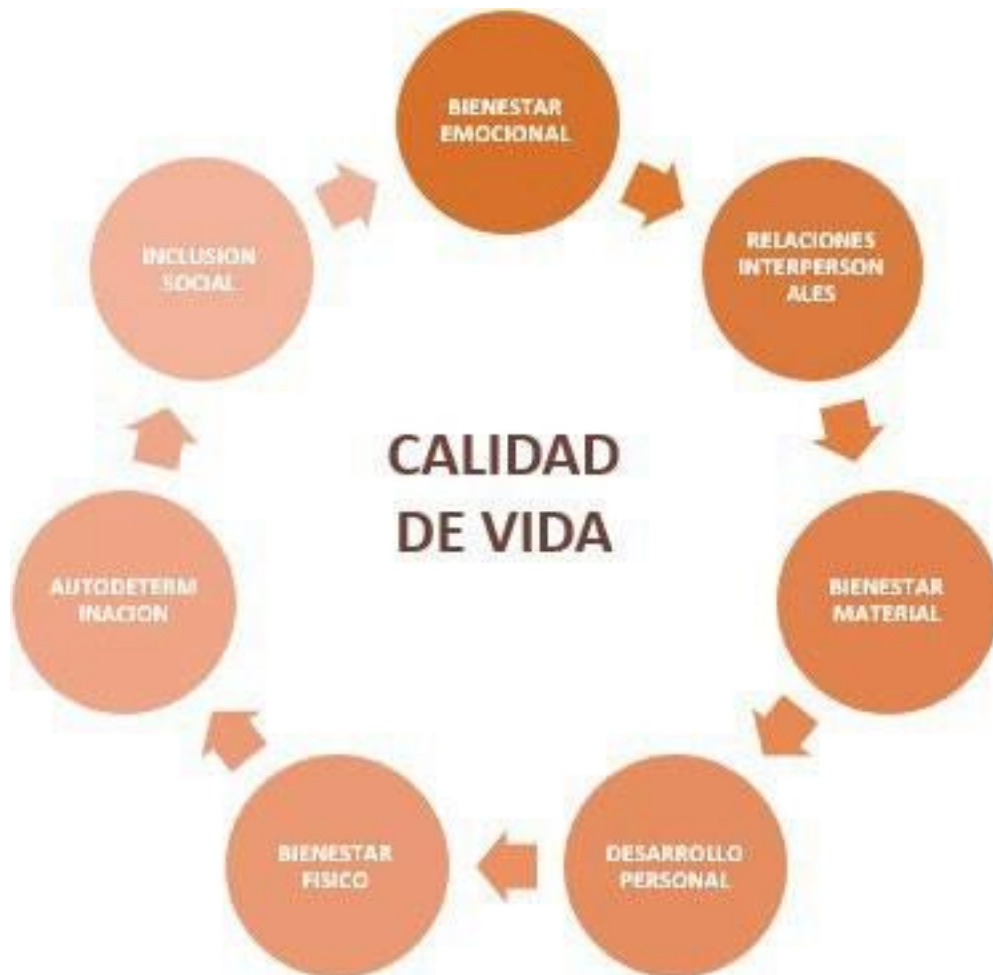 BIENESTAR
EMOCIONAL
RELACIONES
INTERPERSON
ALES
BIENESTAR
MATERIAL
DESARROLLO
PERSONAL
BIENESTAR
FISICO
AUTODETERM
INACION
INCLUSION
SOCIAL
CALIDAD
DE VIDA